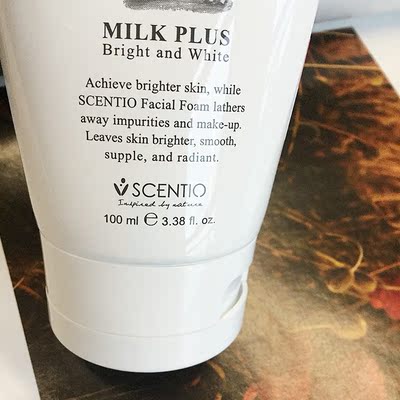 MILK PLUS
Bright and White
Achieve brighter skin, while
SCENTIO Facial Foam lathers
away impurities and make-up.
Leaves skin brighter, smooth,
supple, and radiant.
SCENTIO
Inspired by nature
100 ml ℮ 3.38 fl. oz.